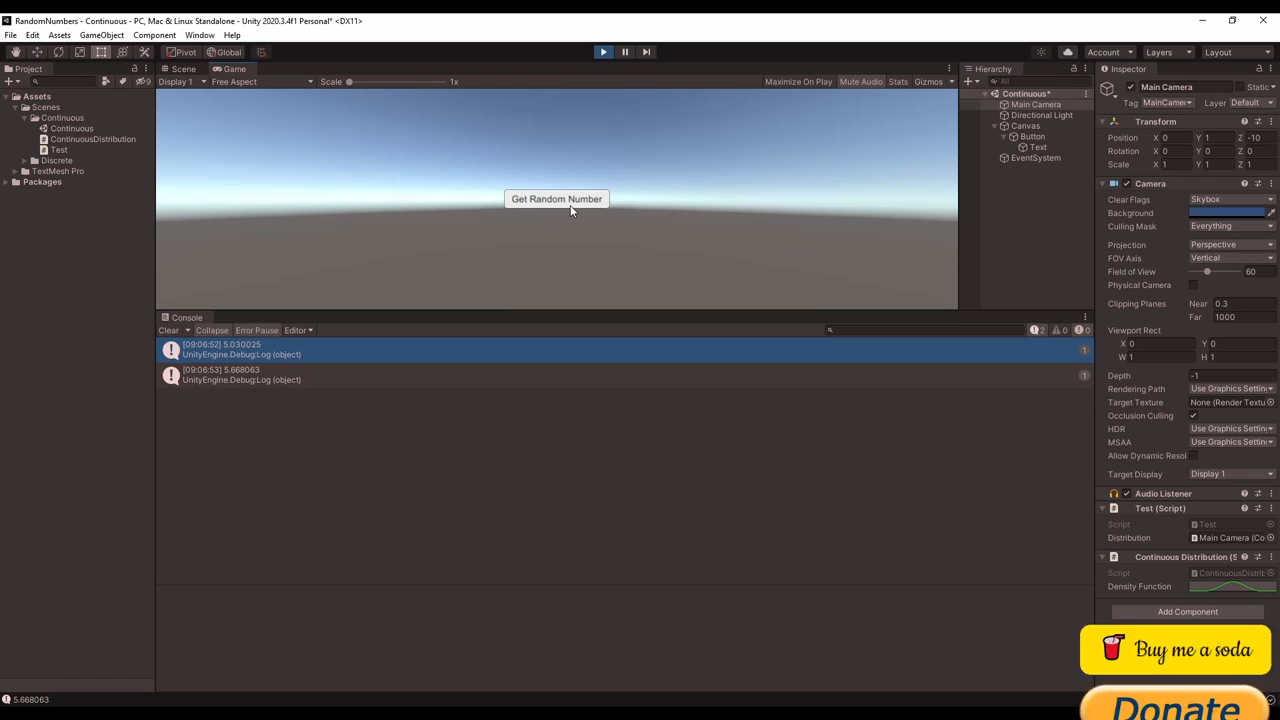 RandomNumbers - Continuous - PC, Mac & Linux Standalone - Unity 2020.3.4f1 Personal* <DX11>
File Edit Assets GameObject Component Window Help
Pivot Global Account Layers Layout
Project
9
Assets
Scenes
Continuous
Continuous
ContinuousDistribution
Test
Discrete
TextMesh Pro
Packages
Scene Game
Display 1 Free Aspect Scale 1x Maximize On Play Mute Audio Stats Gizmos
Get Random Number
Console
Clear Collapse Error Pause Editor 2 0 0
[09:06:52] 5.030025
UnityEngine.Debug:Log (object)
1
[09:06:53] 5.668063
UnityEngine.Debug:Log (object)
1
5.668063
Hierarchy
All
Continuous*
Main Camera
Directional Light
Canvas
Button
Text
EventSystem
Inspector
Main Camera Static
Tag MainCamer Layer Default
Transform
Position X 0 Y 1 Z -10
Rotation X 0 Y 0 Z 0
Scale X 1 Y 1 Z 1
Camera
Clear Flags Skybox
Background
Culling Mask Everything
Projection Perspective
FOV Axis Vertical
Field of View 60
Physical Camera
Clipping Planes Near 0.3
Far 1000
Viewport Rect
X 0 Y 0
W 1 H 1
Depth -1
Rendering Path Use Graphics Settin
Target Texture None (Render Textu
Occlusion Culling
HDR Use Graphics Settin
MSAA Use Graphics Settin
Allow Dynamic Resol
Target Display Display 1
Audio Listener
Test (Script)
Script Test
Distribution Main Camera (Co
Continuous Distribution (S
Script ContinuousDistrib
Density Function
Add Component
Buy me a soda
Donate